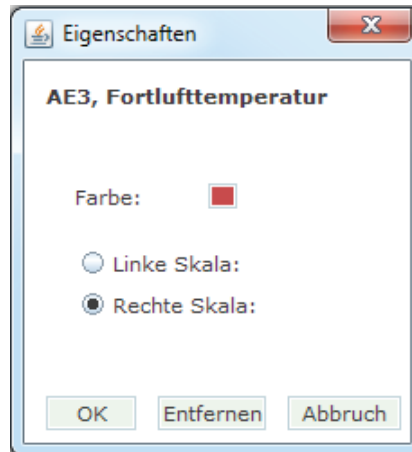 Eigenschaften
AE3, Fortlufttemperatur
Farbe:
Linke Skala:
Rechte Skala:
OK Entfernen Abbruch